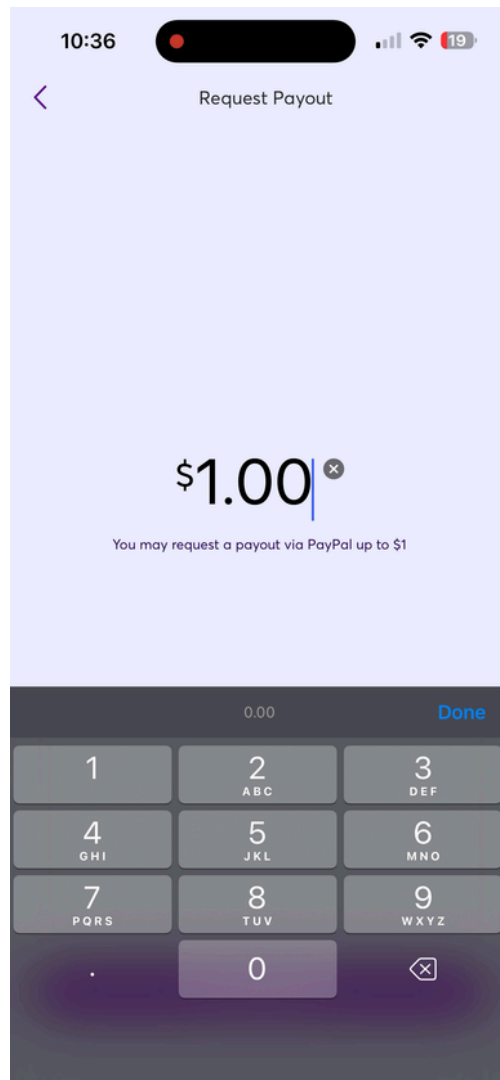 10:36
19
Request Payout
$1.00
You may request a payout via PayPal up to $1
0.00
Done
1
2
ABC
3
DEF
4
GHI
5
JKL
6
MNO
7
PQRS
8
TUV
9
WXYZ
.
0